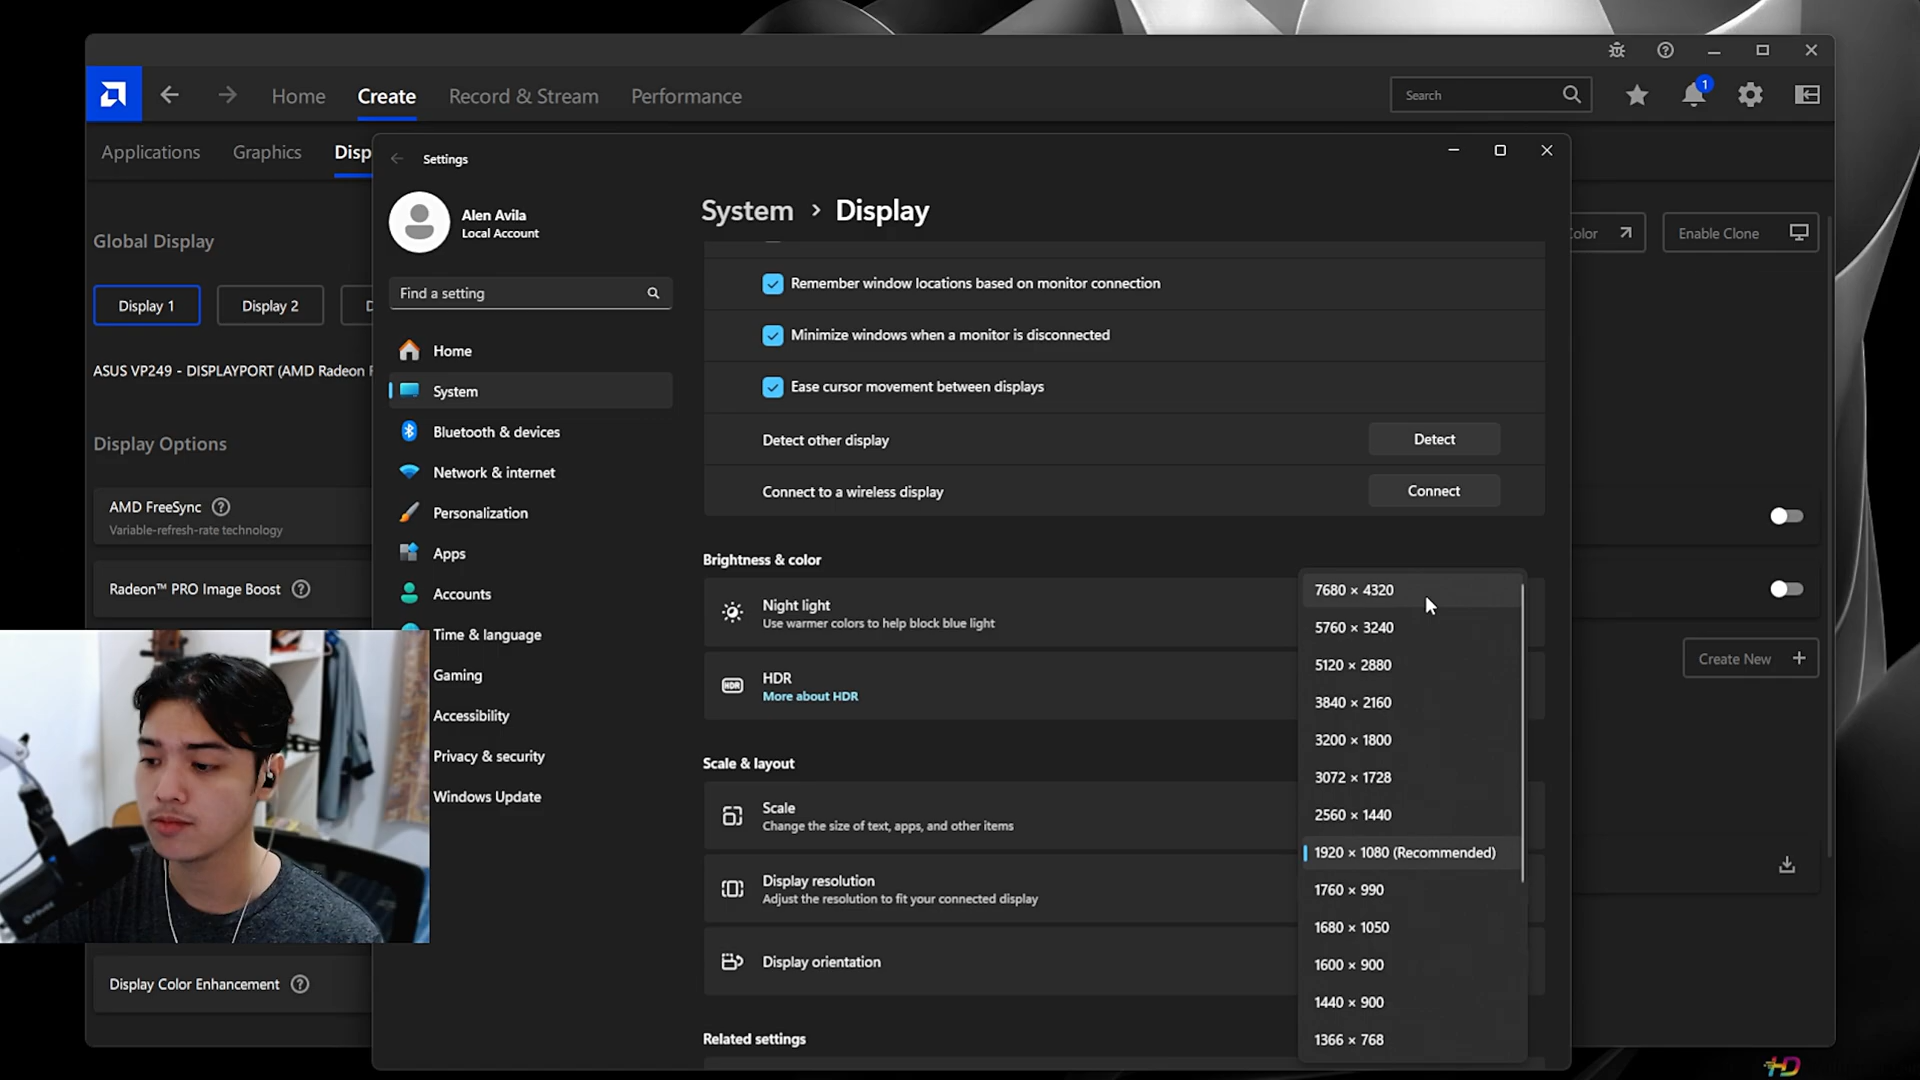 Home
Create
Record & Stream
Performance
Search
1
Applications
Graphics
Disp
Settings
Alen Avila
Local Account
System › Display
Global Display
olor
Enable Clone
Display 1
Display 2
D
Find a setting
Remember window locations based on monitor connection
Minimize windows when a monitor is disconnected
Ease cursor movement between displays
Detect other display
Detect
Connect to a wireless display
Connect
ASUS VP249 - DISPLAYPORT (AMD Radeon
Display Options
AMD FreeSync
Variable-refresh-rate technology
Radeon™ PRO Image Boost
Home
System
Bluetooth & devices
Network & internet
Personalization
Apps
Accounts
Time & language
Gaming
Accessibility
Privacy & security
Windows Update
Brightness & color
Night light
Use warmer colors to help block blue light
HDR
HDR
More about HDR
Scale & layout
Scale
Change the size of text, apps, and other items
Display resolution
Adjust the resolution to fit your connected display
Display orientation
Related settings
7680 × 4320
5760 × 3240
5120 × 2880
3840 × 2160
3200 × 1800
3072 × 1728
2560 × 1440
1920 × 1080 (Recommended)
1760 × 990
1680 × 1050
1600 × 900
1440 × 900
1366 × 768
Create New
Display Color Enhancement
HD